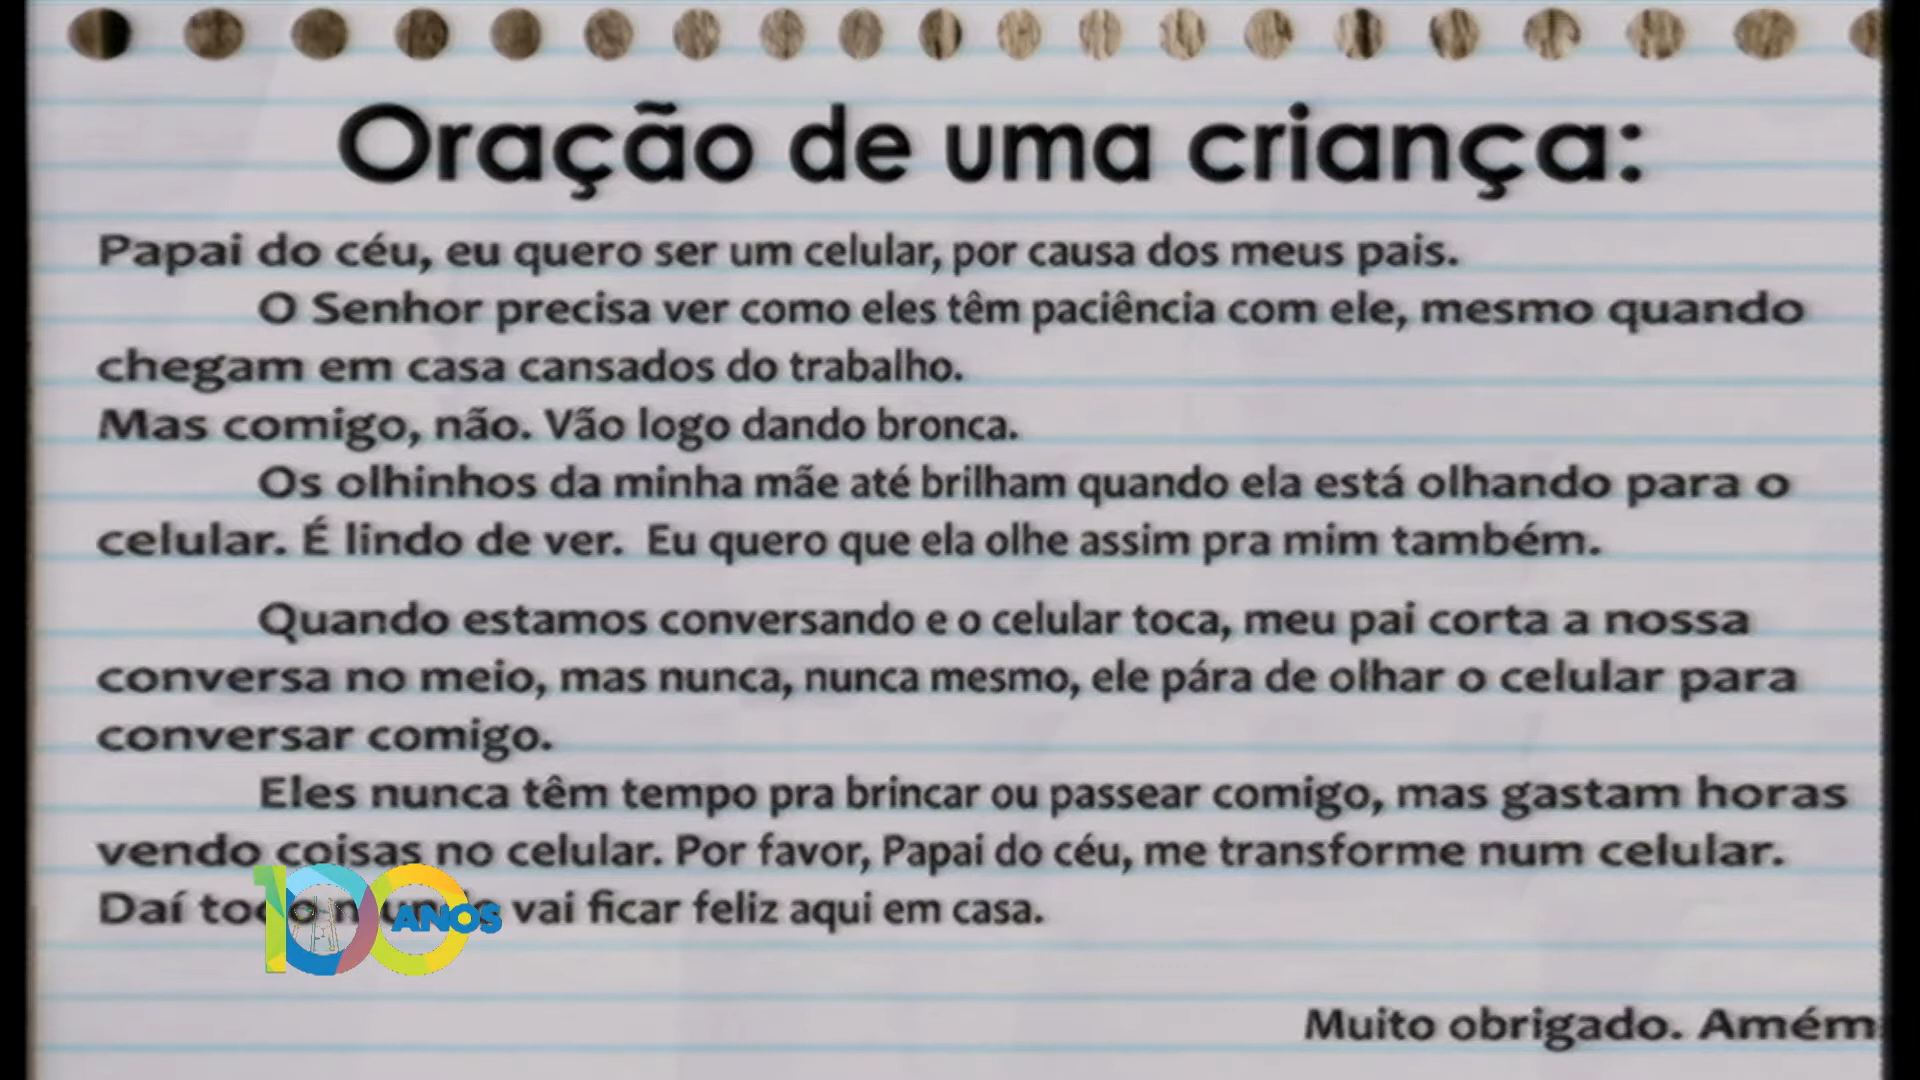 Oração de uma criança:
Papai do céu, eu quero ser um celular, por causa dos meus pais.
O Senhor precisa ver como eles têm paciência com ele, mesmo quando
chegam em casa cansados do trabalho.
Mas comigo, não. Vão logo dando bronca.
Os olhinhos da minha mãe até brilham quando ela está olhando para o
celular. É lindo de ver. Eu quero que ela olhe assim pra mim também.
Quando estamos conversando e o celular toca, meu pai corta a nossa
conversa no meio, mas nunca, nunca mesmo, ele pára de olhar o celular para
conversar comigo.
Eles nunca têm tempo pra brincar ou passear comigo, mas gastam horas
vendo coisas no celular. Por favor, Papai do céu, me transforme num celular.
Daí todo mundo vai ficar feliz aqui em casa.
100 ANOS
Muito obrigado. Amém